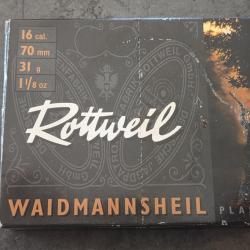 16 cal.
70 mm
31 g
1 1/8 oz
Rottweil
WAIDMANNSHEIL